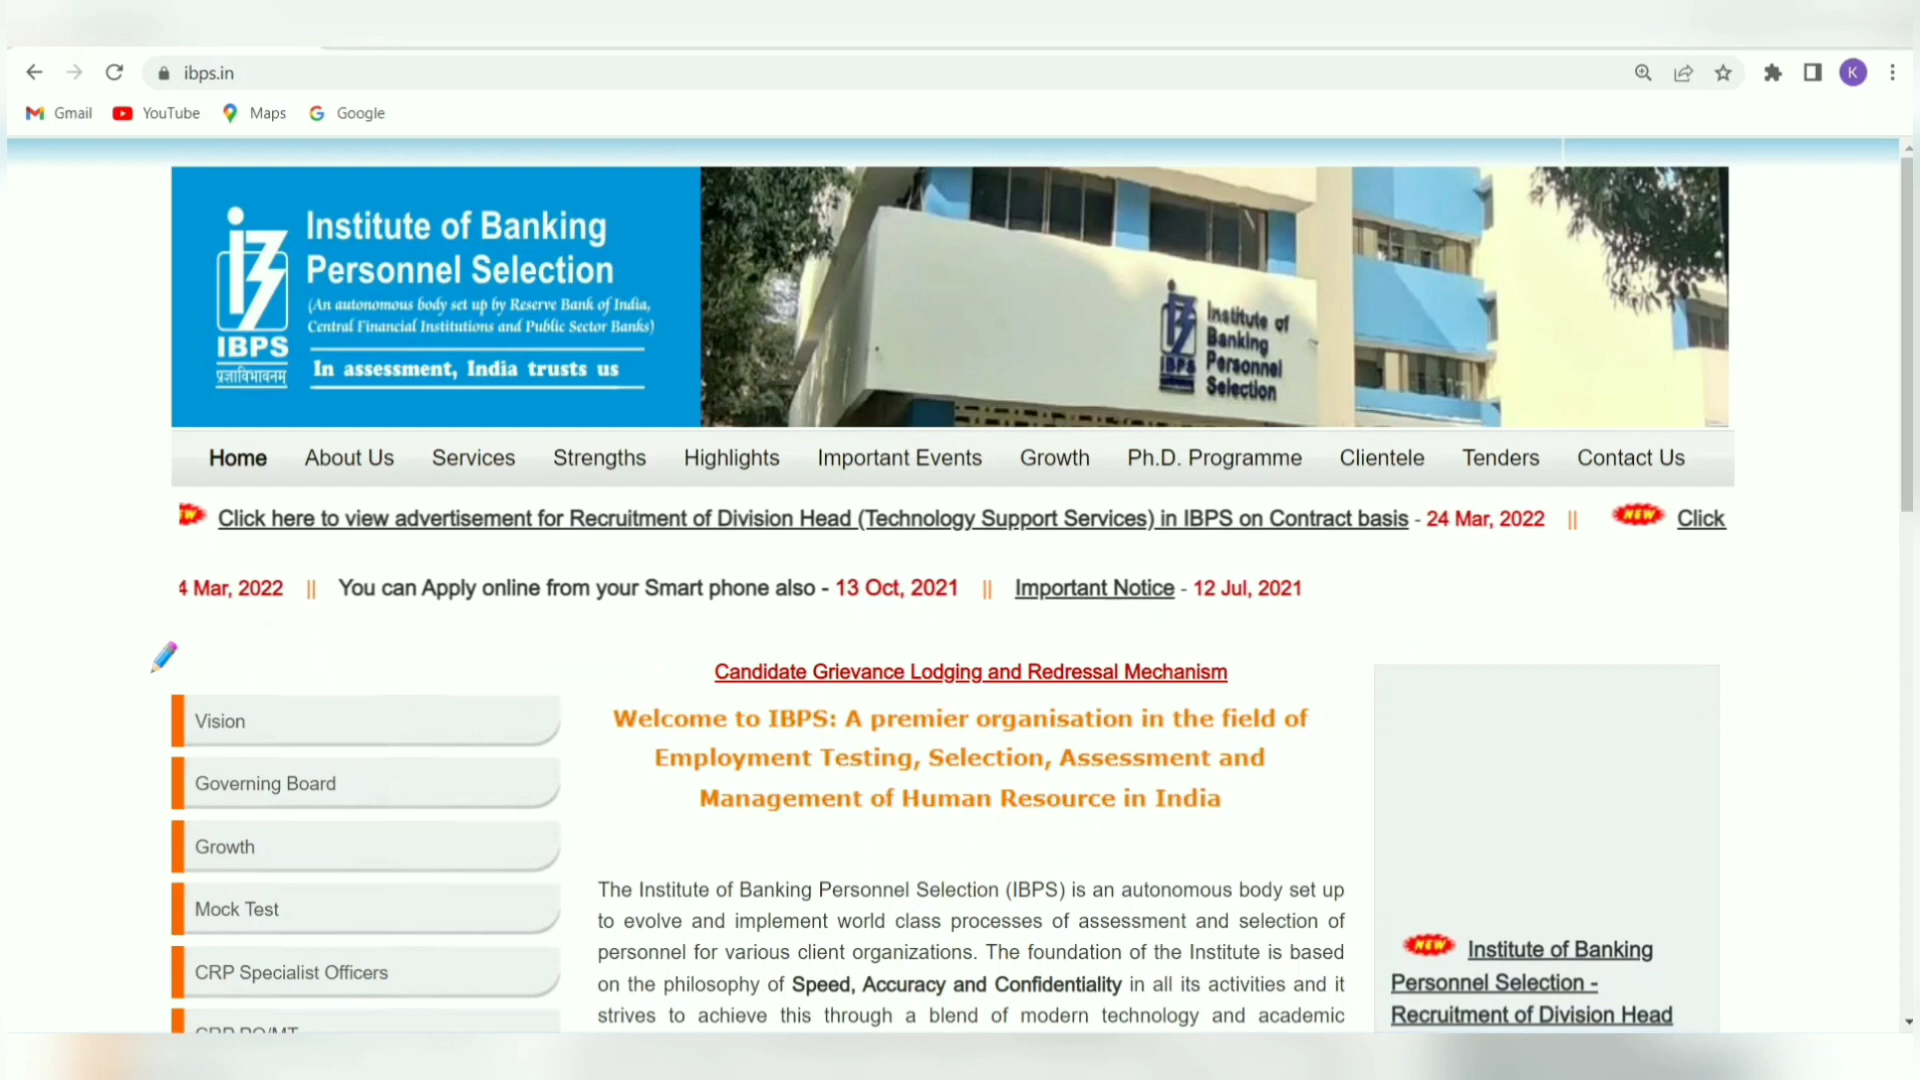 ibps.in
K
Gmail
YouTube
Maps
Google
Institute of Banking
Personnel Selection
(An autonomous body set up by Reserve Bank of India,
Central Financial Institutions and Public Sector Banks)
In assessment, India trusts us
IBPS
प्रज्ञाविभावनम्
Institute of
Banking
Personnel
Selection
IBPS
Home About Us Services Strengths Highlights Important Events Growth Ph.D. Programme Clientele Tenders Contact Us
Click here to view advertisement for Recruitment of Division Head (Technology Support Services) in IBPS on Contract basis - 24 Mar, 2022 || NEW Click
4 Mar, 2022 || You can Apply online from your Smart phone also - 13 Oct, 2021 || Important Notice - 12 Jul, 2021
Vision
Governing Board
Growth
Mock Test
CRP Specialist Officers
CRP PO/MT
Candidate Grievance Lodging and Redressal Mechanism
Welcome to IBPS: A premier organisation in the field of
Employment Testing, Selection, Assessment and
Management of Human Resource in India
The Institute of Banking Personnel Selection (IBPS) is an autonomous body set up
to evolve and implement world class processes of assessment and selection of
personnel for various client organizations. The foundation of the Institute is based
on the philosophy of Speed, Accuracy and Confidentiality in all its activities and it
strives to achieve this through a blend of modern technology and academic
NEW Institute of Banking
Personnel Selection -
Recruitment of Division Head